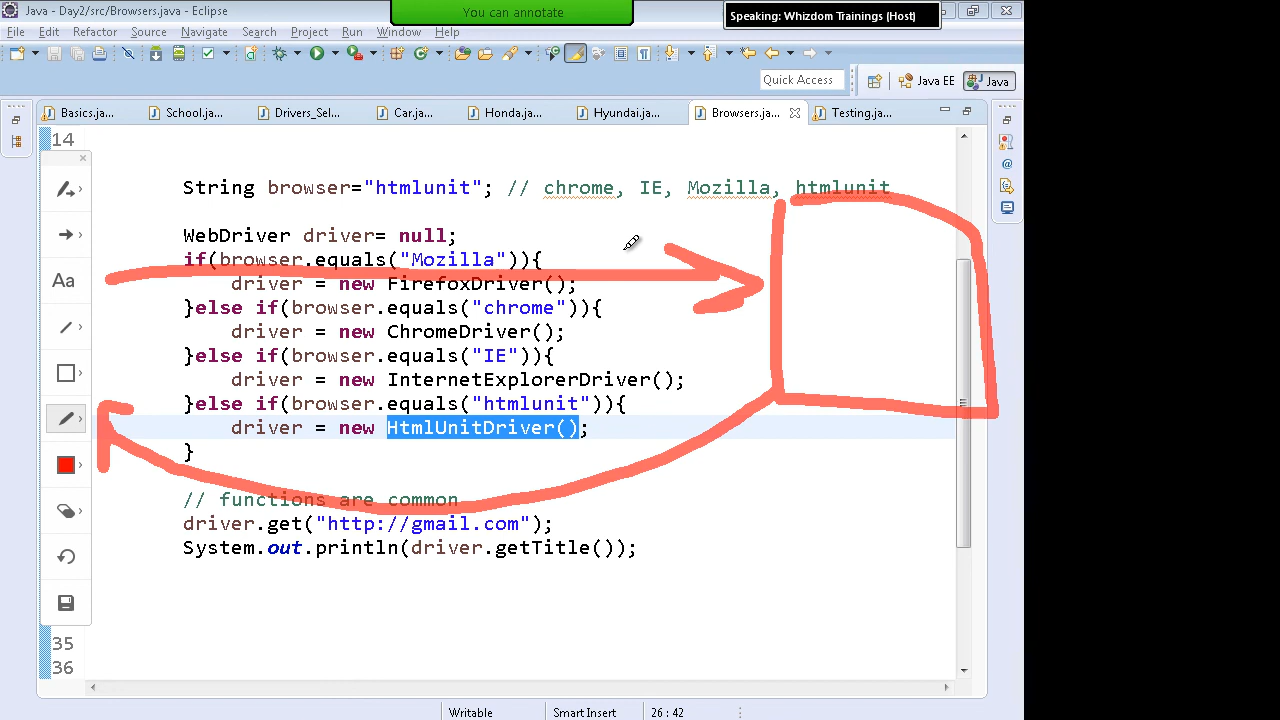 Java - Day2/src/Browsers.java - Eclipse
You can annotate
Speaking: Whizdom Trainings (Host)
File Edit Refactor Source Navigate Search Project Run Window Help
Quick Access
Java EE
Java
Basics.ja...
School.ja...
Drivers_Sel...
Car.ja...
Honda.ja...
Hyundai.ja...
Browsers.ja...
Testing.ja...
14
String browser="htmlunit"; // chrome, IE, Mozilla, htmlunit
WebDriver driver= null;
if(browser.equals("Mozilla")){
driver = new FirefoxDriver();
}else if(browser.equals("chrome")){
driver = new ChromeDriver();
}else if(browser.equals("IE")){
driver = new InternetExplorerDriver();
}else if(browser.equals("htmlunit")){
driver = new HtmlUnitDriver();
}
// functions are common
driver.get("http://gmail.com");
System.out.println(driver.getTitle());
35
36
Aa
Writable
Smart Insert
26 : 42